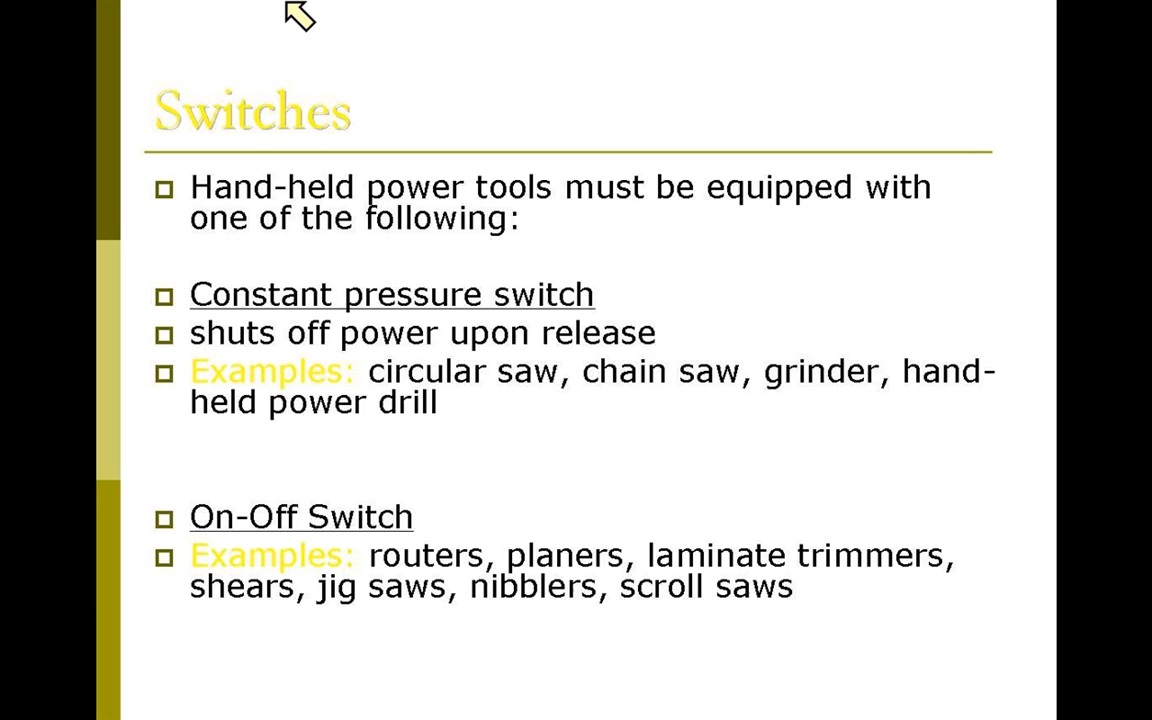 Switches
Hand-held power tools must be equipped with
one of the following:
Constant pressure switch
shuts off power upon release
Examples: circular saw, chain saw, grinder, hand-
held power drill
On-Off Switch
Examples: routers, planers, laminate trimmers,
shears, jig saws, nibblers, scroll saws